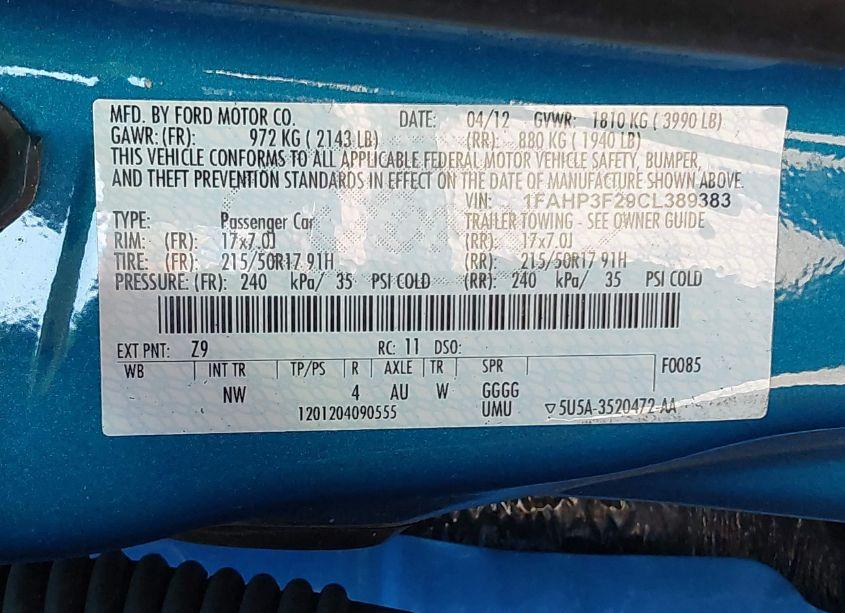 MFD. BY FORD MOTOR CO. DATE: 04/12 GVWR: 1810 KG ( 3990 LB)
GAWR: (FR): 972 KG ( 2143 LB) (RR): 880 KG ( 1940 LB)
THIS VEHICLE CONFORMS TO ALL APPLICABLE FEDERAL MOTOR VEHICLE SAFETY, BUMPER,
AND THEFT PREVENTION STANDARDS IN EFFECT ON THE DATE OF MANUFACTURE SHOWN ABOVE.
VIN: 1FAHP3F29CL389383
TYPE: Passenger Car TRAILER TOWING - SEE OWNER GUIDE
RIM: (FR): 17x7.0J (RR): 17x7.0J
TIRE: (FR): 215/50R17 91H (RR): 215/50R17 91H
PRESSURE: (FR): 240 kPa/ 35 PSI COLD (RR): 240 kPa/ 35 PSI COLD
EXT PNT: Z9 RC: 11 DSO:
WB INT TR TP/PS R AXLE TR SPR F0085
NW 4 AU W GGGG
1201204090555 UMU ▽5U5A-3520472-AA